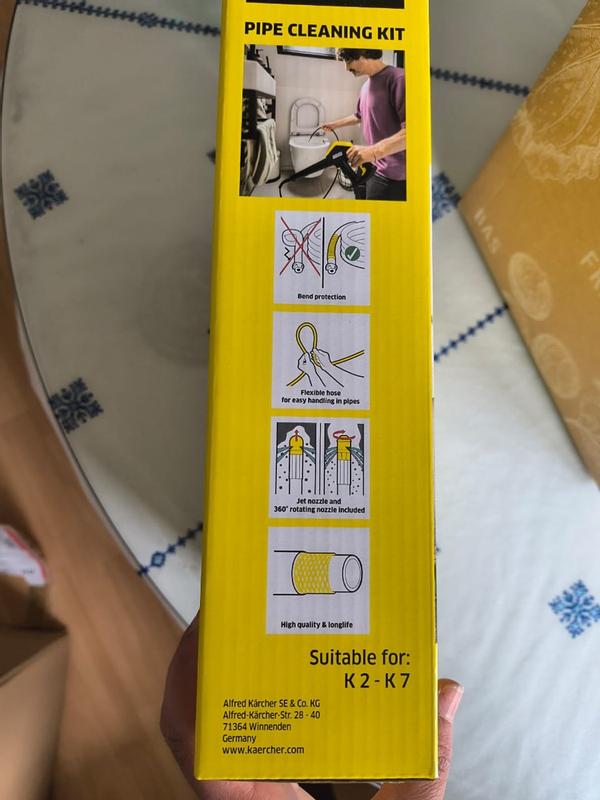 PIPE CLEANING KIT
Bend protection
Flexible hose
for easy handling in pipes
Jet nozzle and
360° rotating nozzle included
High quality & longlife
Suitable for:
K 2 - K 7
Alfred Kärcher SE & Co. KG
Alfred-Kärcher-Str. 28 - 40
71364 Winnenden
Germany
www.kaercher.com